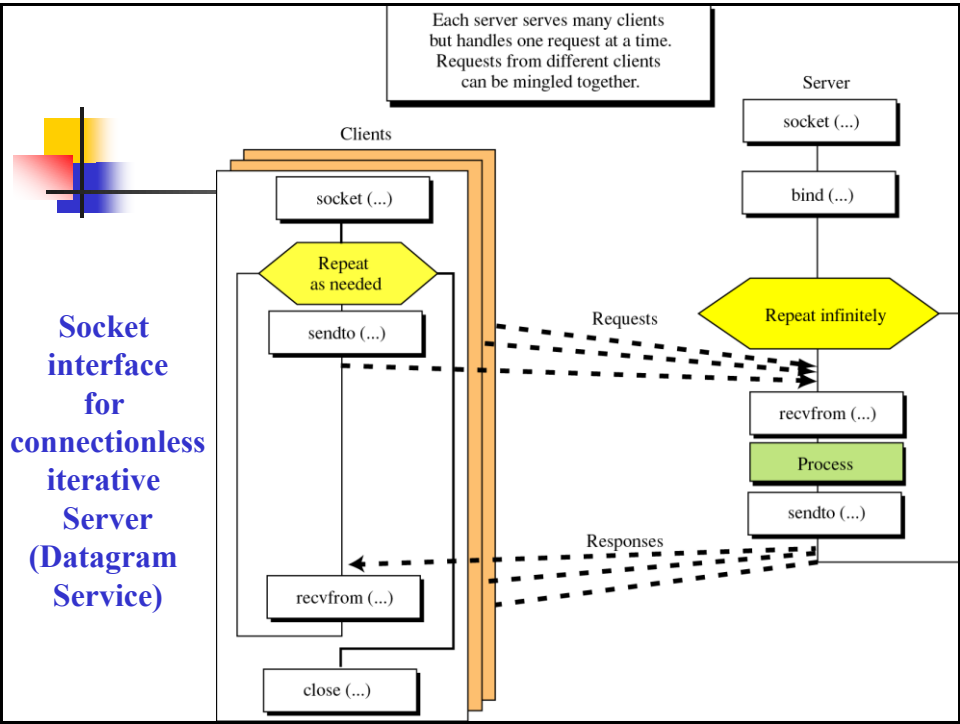 Each server serves many clients
but handles one request at a time.
Requests from different clients
can be mingled together.
Socket
interface
for
connectionless
iterative
Server
(Datagram
Service)
Clients
socket (...)
Repeat
as needed
sendto (...)
recvfrom (...)
close (...)
Requests
Responses
Server
socket (...)
bind (...)
Repeat infinitely
recvfrom (...)
Process
sendto (...)